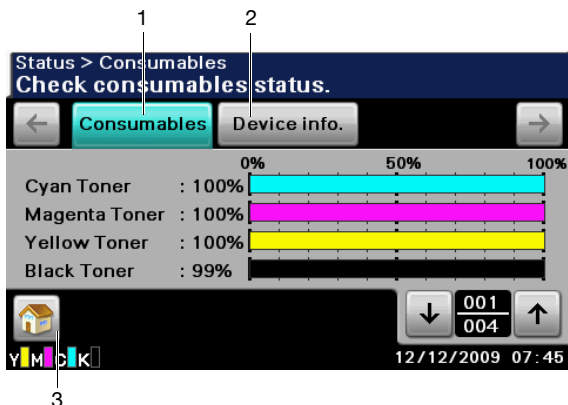 1 2
Status > Consumables
Check consumables status.
Consumables Device info.
0% 50% 100%
Cyan Toner : 100%
Magenta Toner : 100%
Yellow Toner : 100%
Black Toner : 99%
001
004
Y M C K 12/12/2009 07:45
3